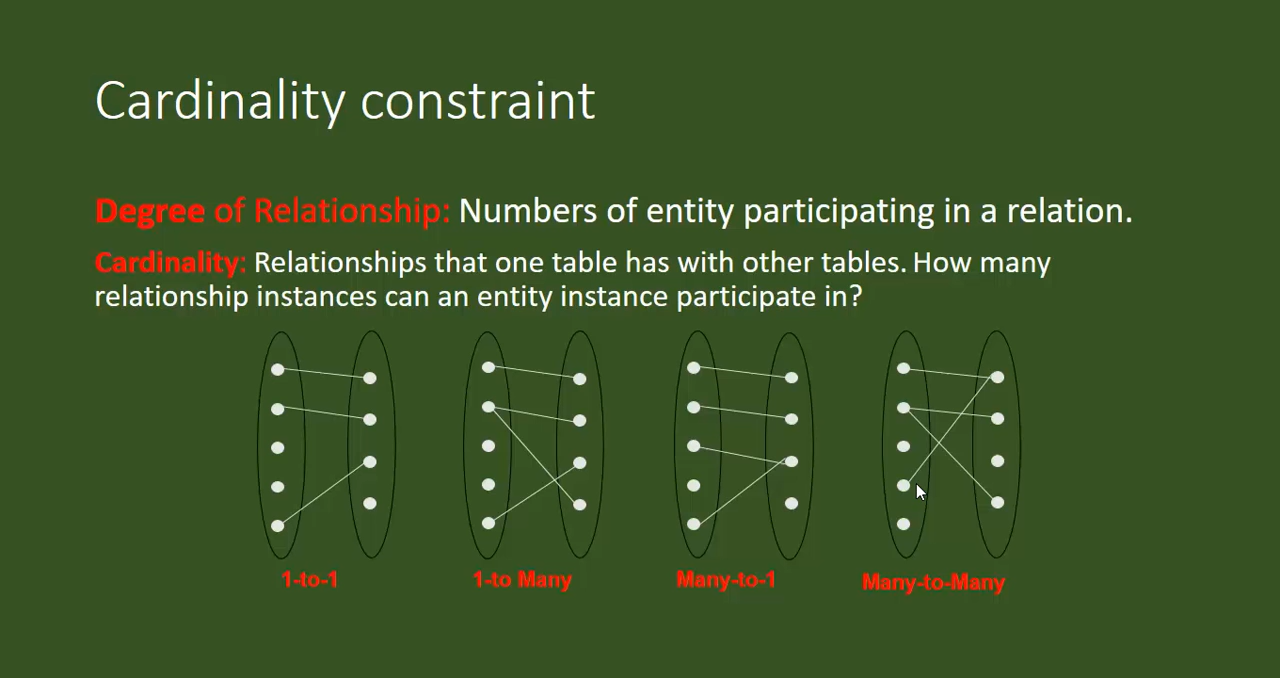 Cardinality constraint
Degree of Relationship: Numbers of entity participating in a relation.
Cardinality: Relationships that one table has with other tables. How many
relationship instances can an entity instance participate in?
1-to-1
1-to Many
Many-to-1
Many-to-Many